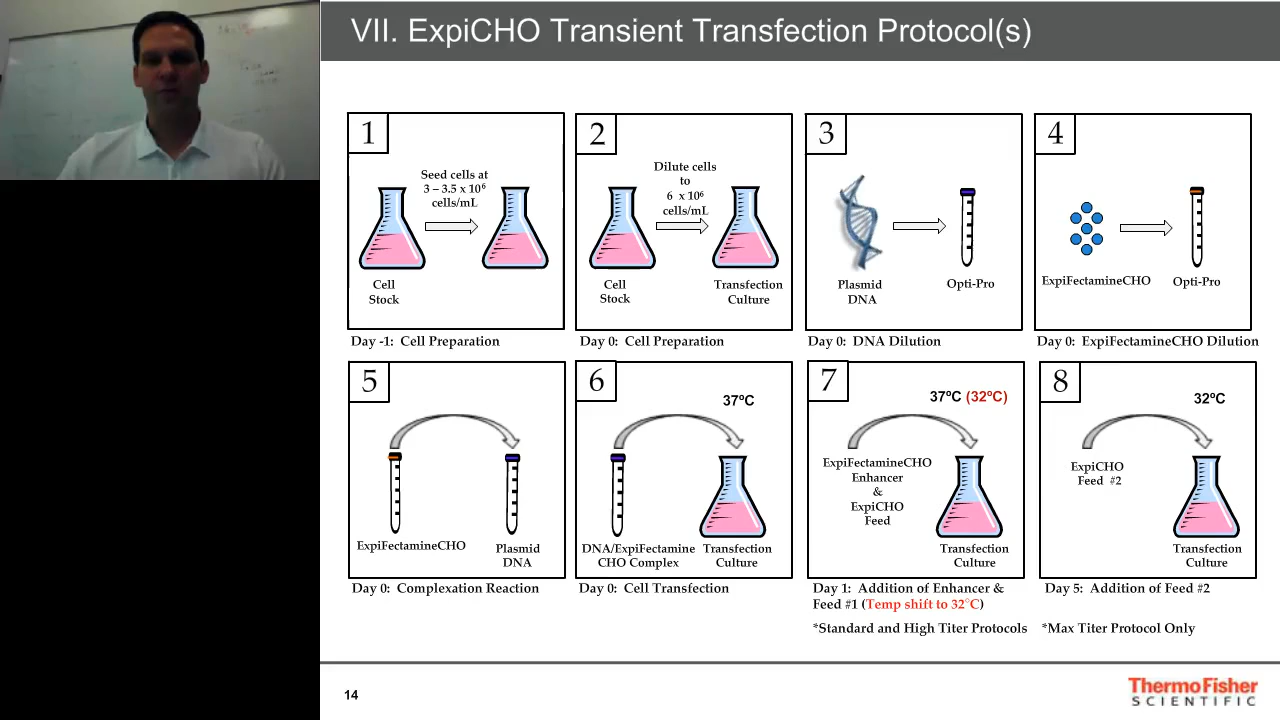 VII. ExpiCHO Transient Transfection Protocol(s)
1
Seed cells at
3 – 3.5 x 10⁶
cells/mL
Cell
Stock
Day -1: Cell Preparation
2
Dilute cells
to
6 x 10⁶
cells/mL
Cell
Stock
Transfection
Culture
Day 0: Cell Preparation
3
Plasmid
DNA
Opti-Pro
Day 0: DNA Dilution
4
ExpiFectamineCHO
Opti-Pro
Day 0: ExpiFectamineCHO Dilution
5
ExpiFectamineCHO
Plasmid
DNA
Day 0: Complexation Reaction
6
37ºC
DNA/ExpiFectamine
CHO Complex
Transfection
Culture
Day 0: Cell Transfection
7
37ºC (32ºC)
ExpiFectamineCHO
Enhancer
&
ExpiCHO
Feed
Transfection
Culture
Day 1: Addition of Enhancer &
Feed #1 (Temp shift to 32°C)
*Standard and High Titer Protocols
8
32ºC
ExpiCHO
Feed #2
Transfection
Culture
Day 5: Addition of Feed #2
*Max Titer Protocol Only
14
ThermoFisher
SCIENTIFIC